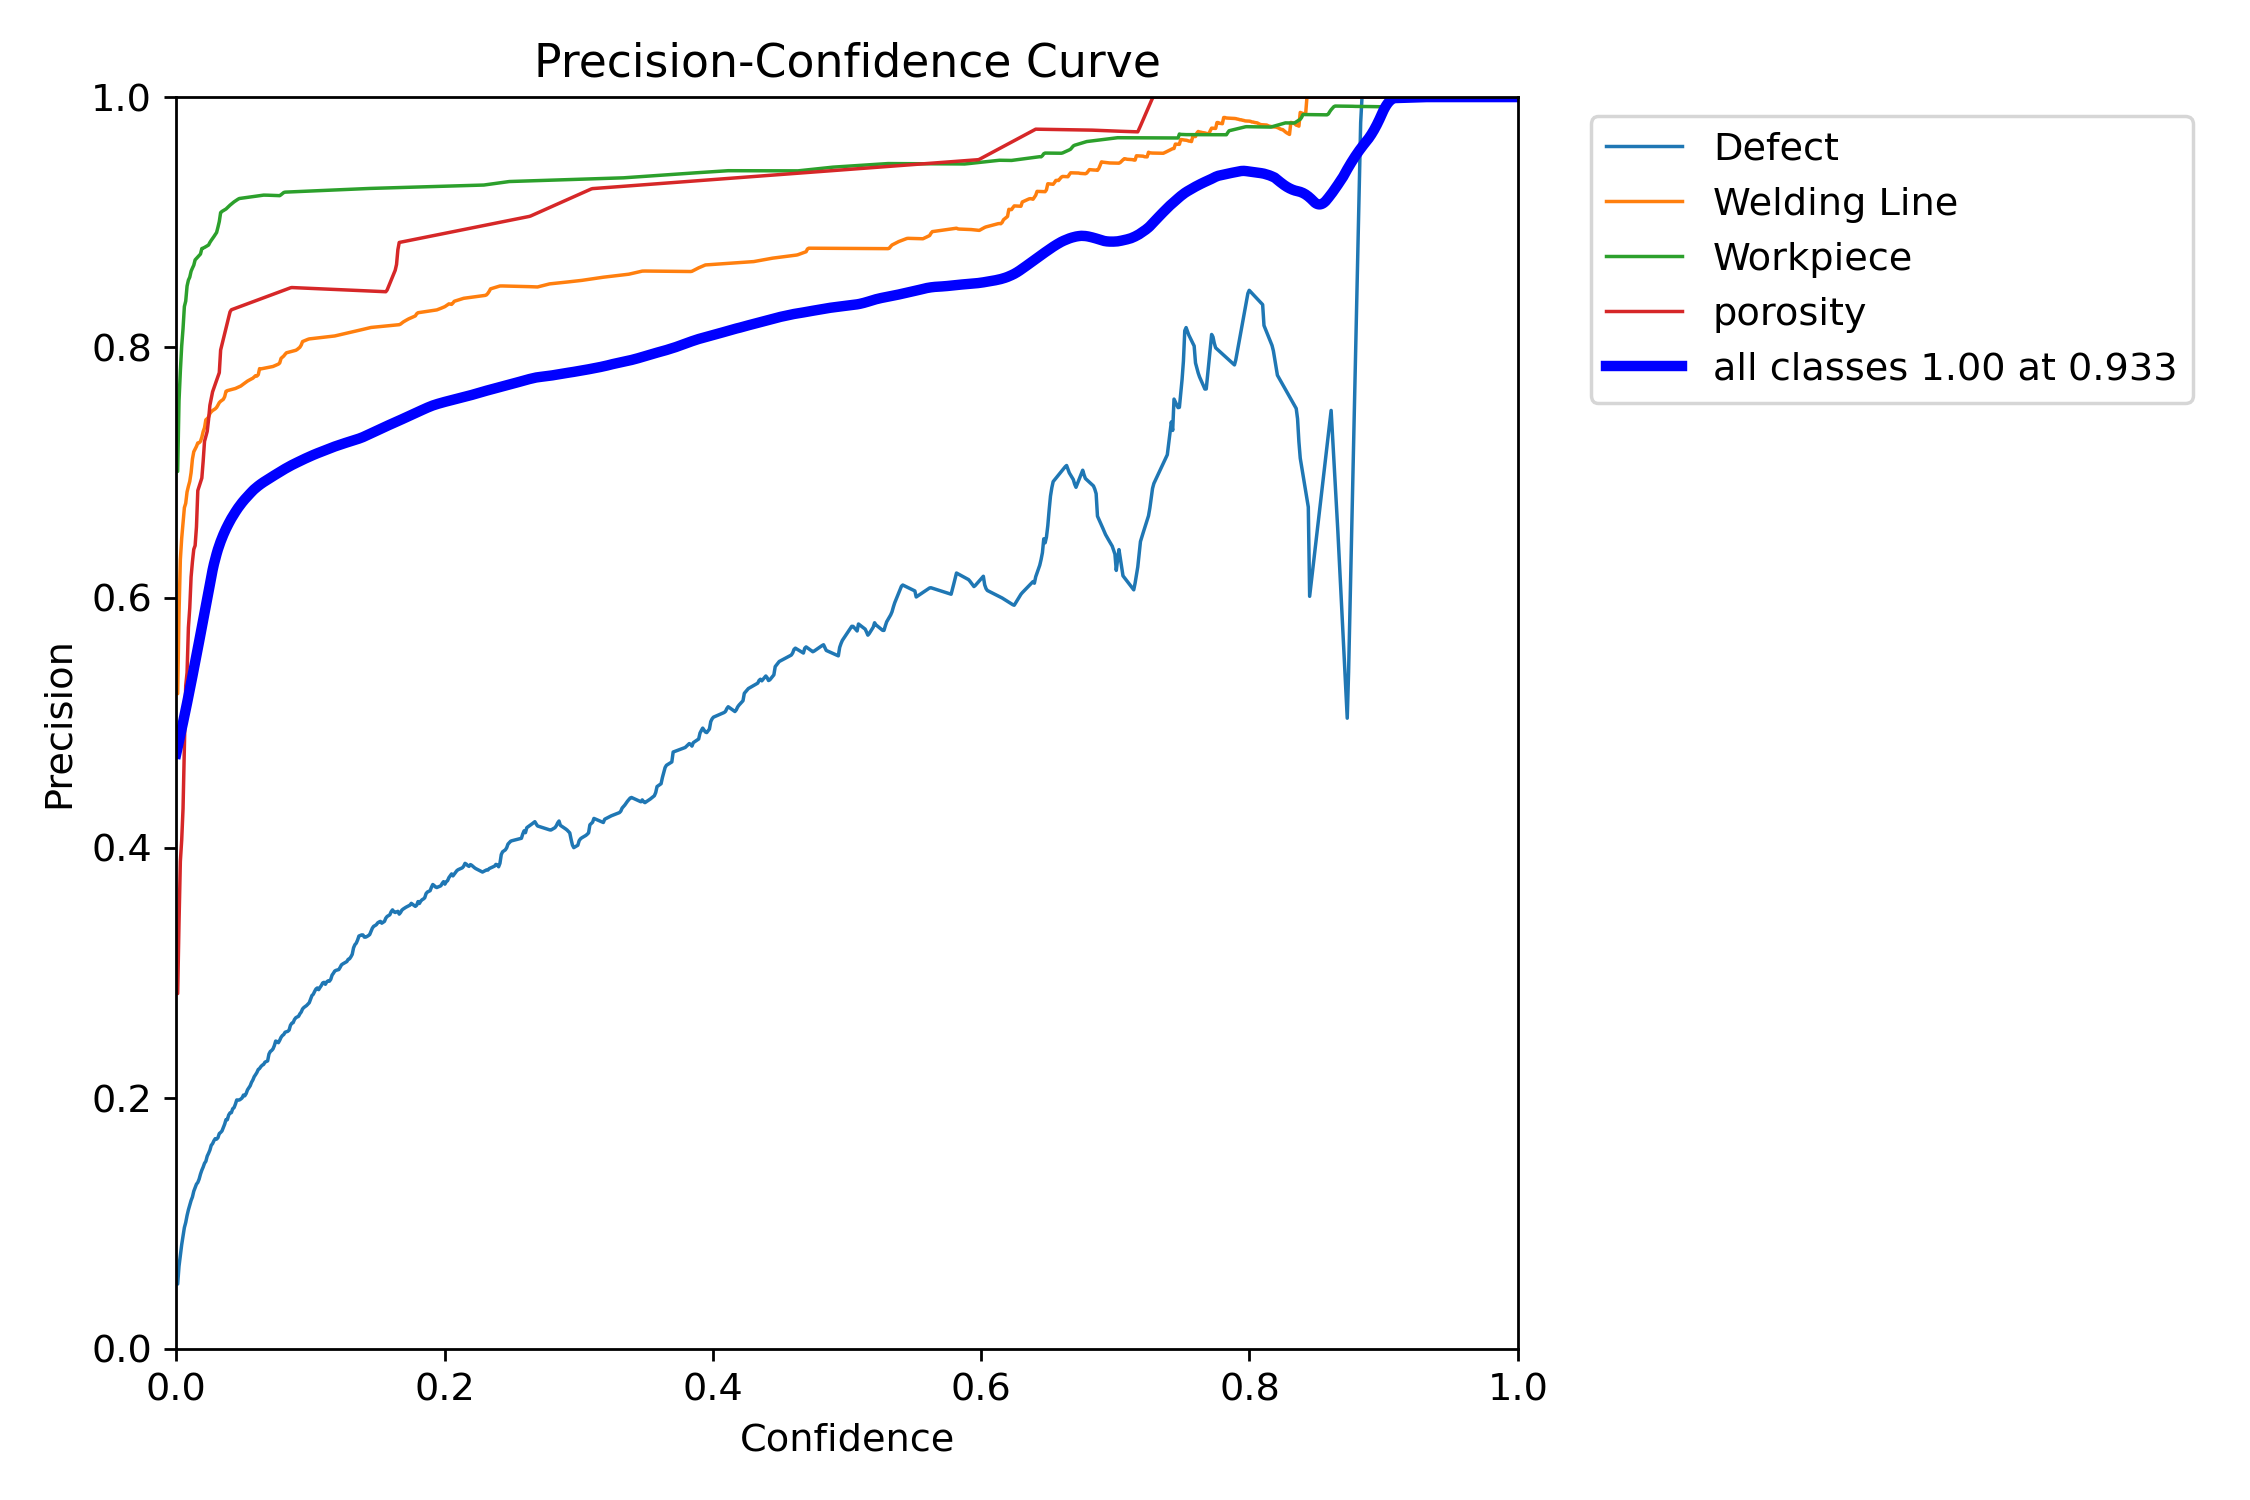 Precision-Confidence Curve
1.0
0.8
0.6
0.4
0.2
0.0
Precision
0.0 0.2 0.4 0.6 0.8 1.0
Confidence
Defect
Welding Line
Workpiece
porosity
all classes 1.00 at 0.933